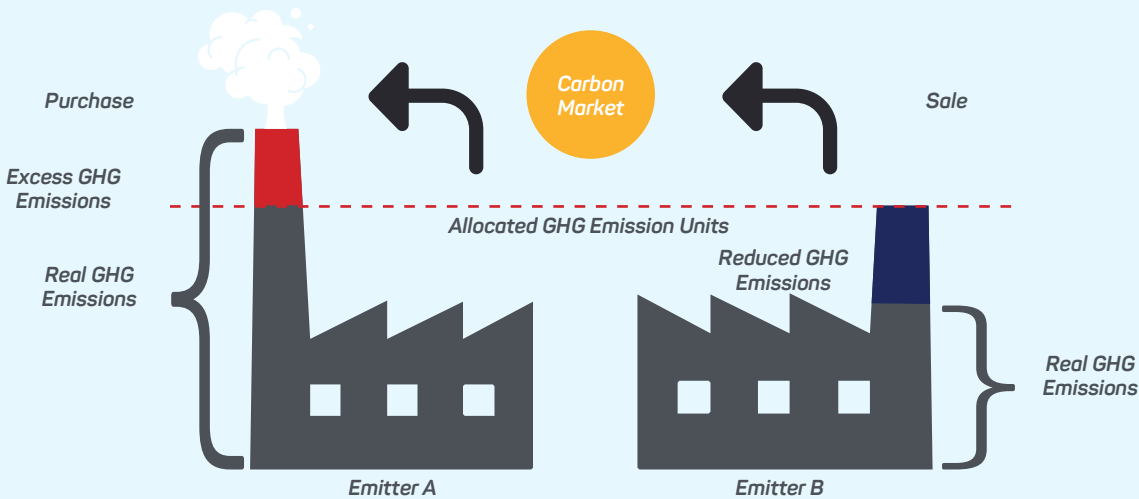 Carbon
Market
Purchase
Sale
Excess GHG
Emissions
Allocated GHG Emission Units
Real GHG
Emissions
Reduced GHG
Emissions
Real GHG
Emissions
Emitter A
Emitter B